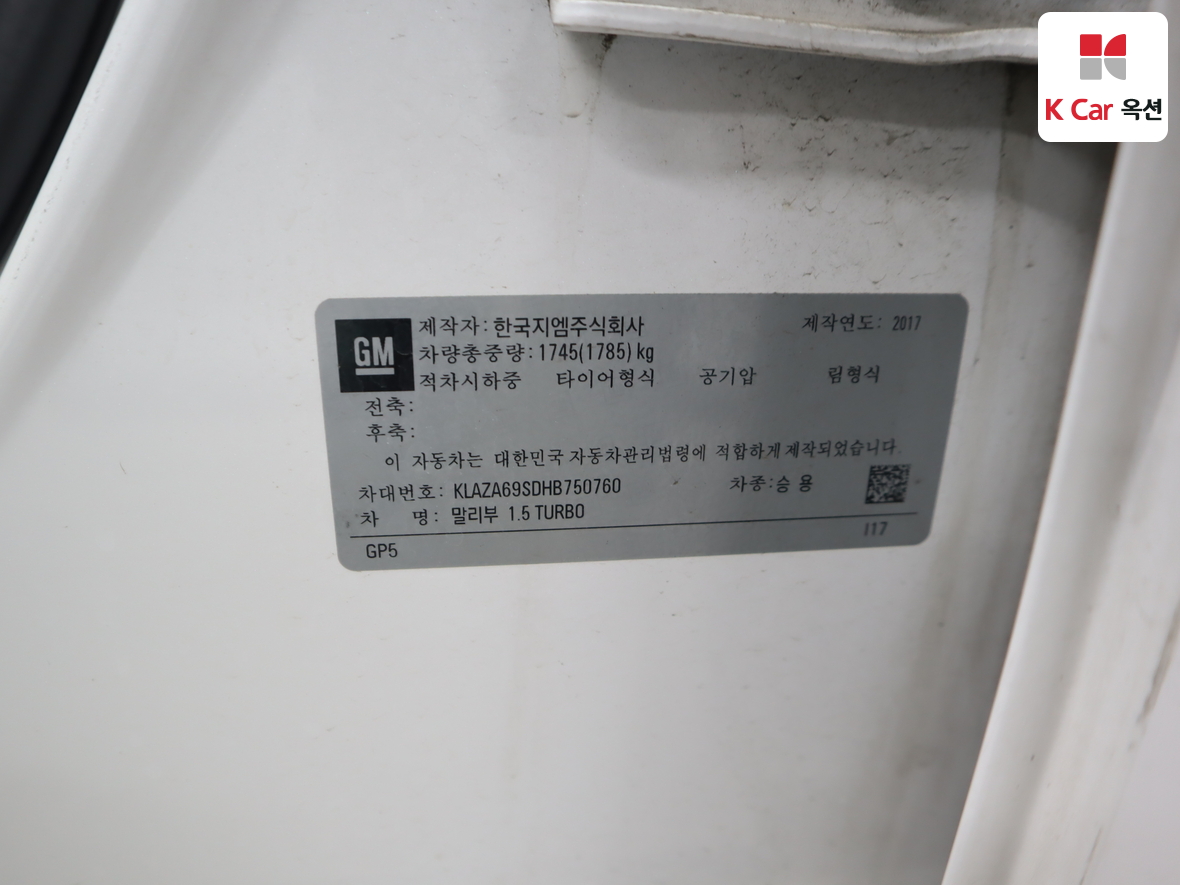 K Car 옥션
GM
제작자: 한국지엠주식회사 제작연도: 2017
차량총중량: 1745(1785) kg
적차시하중 타이어형식 공기압 림형식
전축:
후축:
이 자동차는 대한민국 자동차관리법령에 적합하게 제작되었습니다.
차대번호: KLAZA69SDHB750760 차종:승 용
차 명: 말리부 1.5 TURBO
GP5 I17